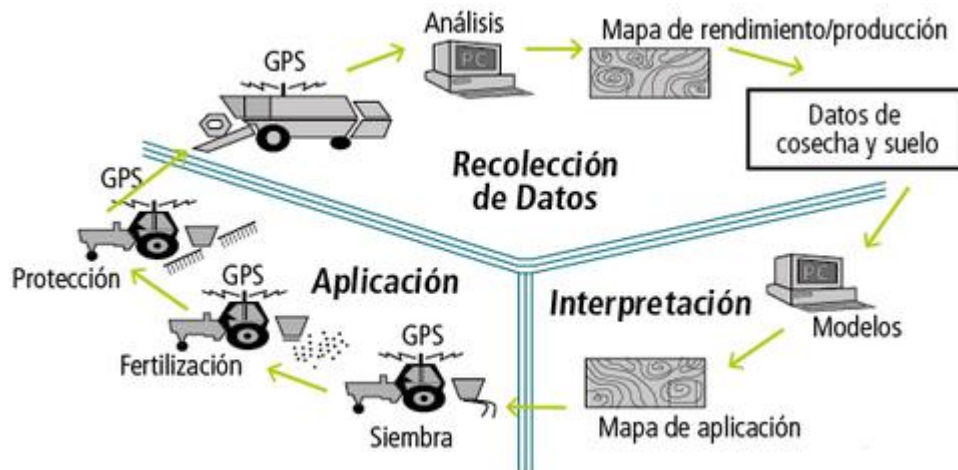 Análisis
PC
Mapa de rendimiento/producción
GPS
Datos de
cosecha y suelo
Recolección
de Datos
GPS
Protección
GPS
Aplicación
Fertilización
GPS
Siembra
Interpretación
PC
Modelos
Mapa de aplicación